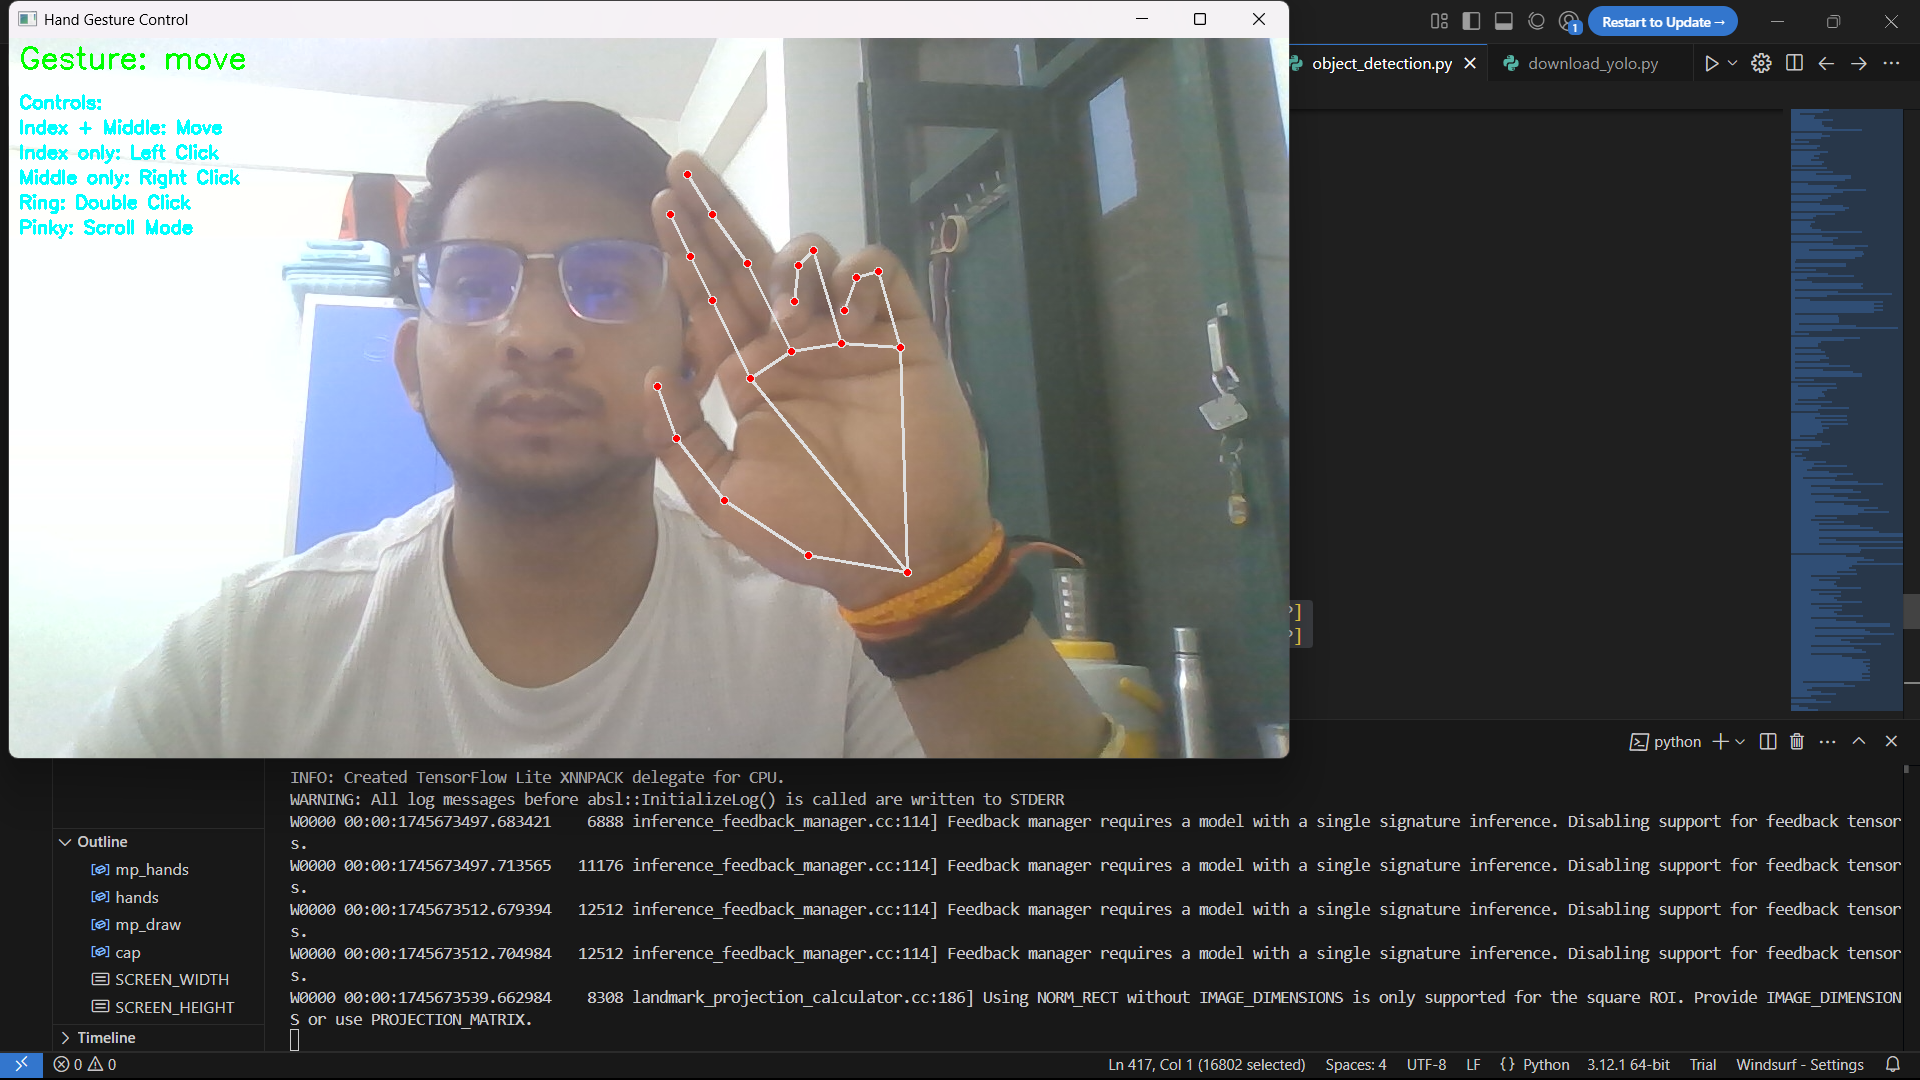 Hand Gesture Control
Gesture: move
Controls:
Index + Middle: Move
Index only: Left Click
Middle only: Right Click
Ring: Double Click
Pinky: Scroll Mode
1
Restart to Update →
object_detection.py
download_yolo.py
]
]
python
INFO: Created TensorFlow Lite XNNPACK delegate for CPU.
WARNING: All log messages before absl::InitializeLog() is called are written to STDERR
W0000 00:00:1745673497.683421    6888 inference_feedback_manager.cc:114] Feedback manager requires a model with a single signature inference. Disabling support for feedback tensor
s.
W0000 00:00:1745673497.713565   11176 inference_feedback_manager.cc:114] Feedback manager requires a model with a single signature inference. Disabling support for feedback tensor
s.
W0000 00:00:1745673512.679394   12512 inference_feedback_manager.cc:114] Feedback manager requires a model with a single signature inference. Disabling support for feedback tensor
s.
W0000 00:00:1745673512.704984   12512 inference_feedback_manager.cc:114] Feedback manager requires a model with a single signature inference. Disabling support for feedback tensor
s.
W0000 00:00:1745673539.662984    8308 landmark_projection_calculator.cc:186] Using NORM_RECT without IMAGE_DIMENSIONS is only supported for the square ROI. Provide IMAGE_DIMENSION
S or use PROJECTION_MATRIX.
Outline
mp_hands
hands
mp_draw
cap
SCREEN_WIDTH
SCREEN_HEIGHT
Timeline
0 0
Ln 417, Col 1 (16802 selected)
Spaces: 4
UTF-8
LF
{} Python
3.12.1 64-bit
Trial
Windsurf - Settings